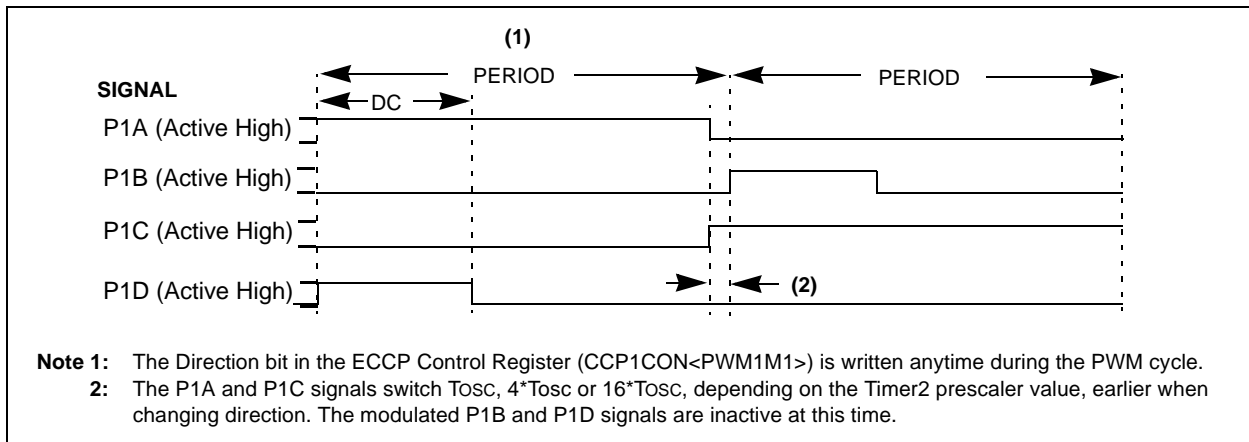 (1)
PERIOD PERIOD
SIGNAL
DC
P1A (Active High)
P1B (Active High)
P1C (Active High)
P1D (Active High)
(2)
Note 1: The Direction bit in the ECCP Control Register (CCP1CON<PWM1M1>) is written anytime during the PWM cycle.
2: The P1A and P1C signals switch TOSC, 4*Tosc or 16*TOSC, depending on the Timer2 prescaler value, earlier when
changing direction. The modulated P1B and P1D signals are inactive at this time.